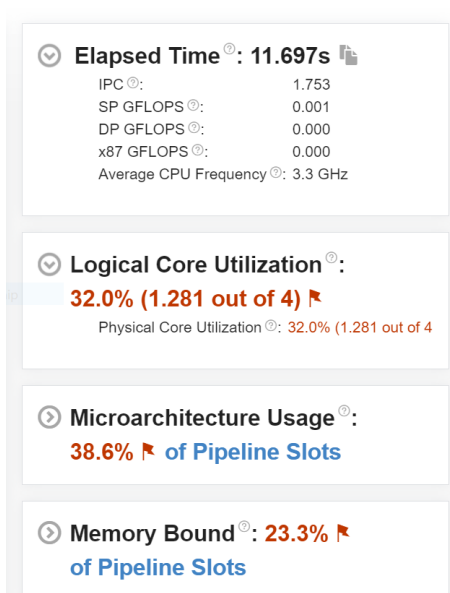 Elapsed Time: 11.697s
IPC: 1.753
SP GFLOPS: 0.001
DP GFLOPS: 0.000
x87 GFLOPS: 0.000
Average CPU Frequency: 3.3 GHz
Logical Core Utilization:
32.0% (1.281 out of 4)
Physical Core Utilization: 32.0% (1.281 out of 4
Microarchitecture Usage:
38.6% of Pipeline Slots
Memory Bound: 23.3%
of Pipeline Slots